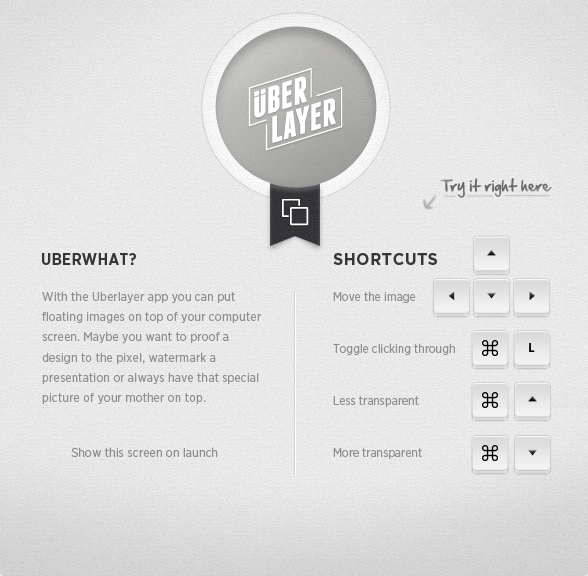 ÜBER
LAYER
Try it right here
UBERWHAT?
With the Uberlayer app you can put
floating images on top of your computer
screen. Maybe you want to proof a
design to the pixel, watermark a
presentation or always have that special
picture of your mother on top.
Show this screen on launch
SHORTCUTS
Move the image
Toggle clicking through
⌘ L
Less transparent
⌘
More transparent
⌘